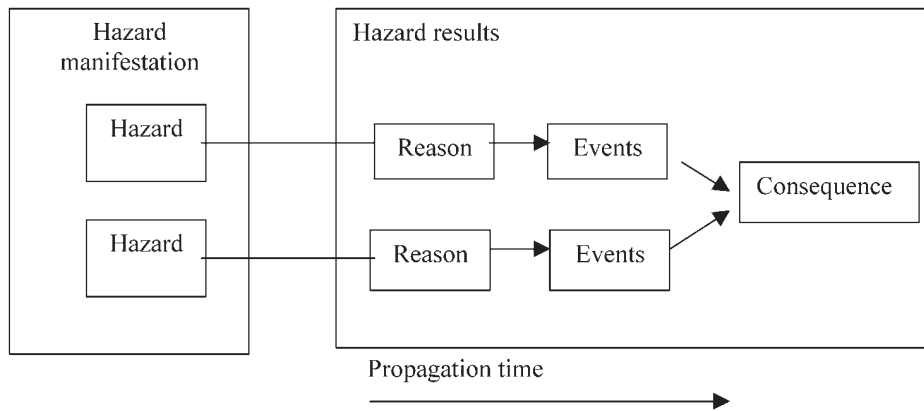 Hazard
manifestation
Hazard results
Hazard
Reason
Events
Consequence
Hazard
Reason
Events
Propagation time